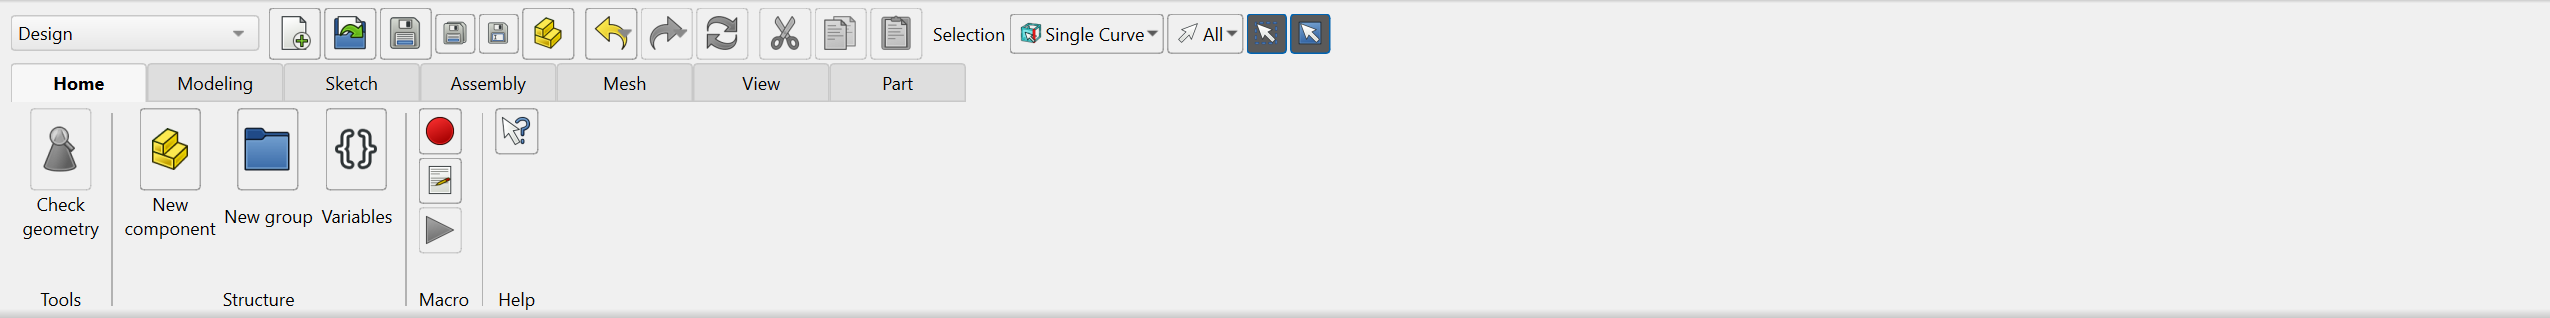 Design
Selection
Single Curve
All
Home
Modeling
Sketch
Assembly
Mesh
View
Part
Check
geometry
New
component
New group
Variables
Tools
Structure
Macro
Help